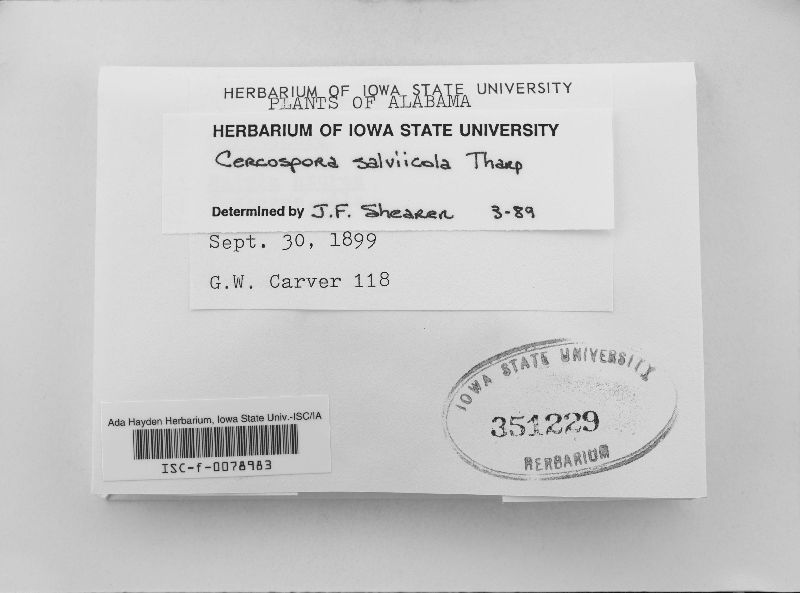 HERBARIUM OF IOWA STATE UNIVERSITY
PLANTS OF ALABAMA
HERBARIUM OF IOWA STATE UNIVERSITY
Cercospora salviicola Tharp
Determined by J.F. Shearer 3-89
Sept. 30, 1899
G.W. Carver 118
IOWA STATE UNIVERSITY
351229
HERBARIUM
Ada Hayden Herbarium, Iowa State Univ.-ISC/IA
ISC-f-0078983